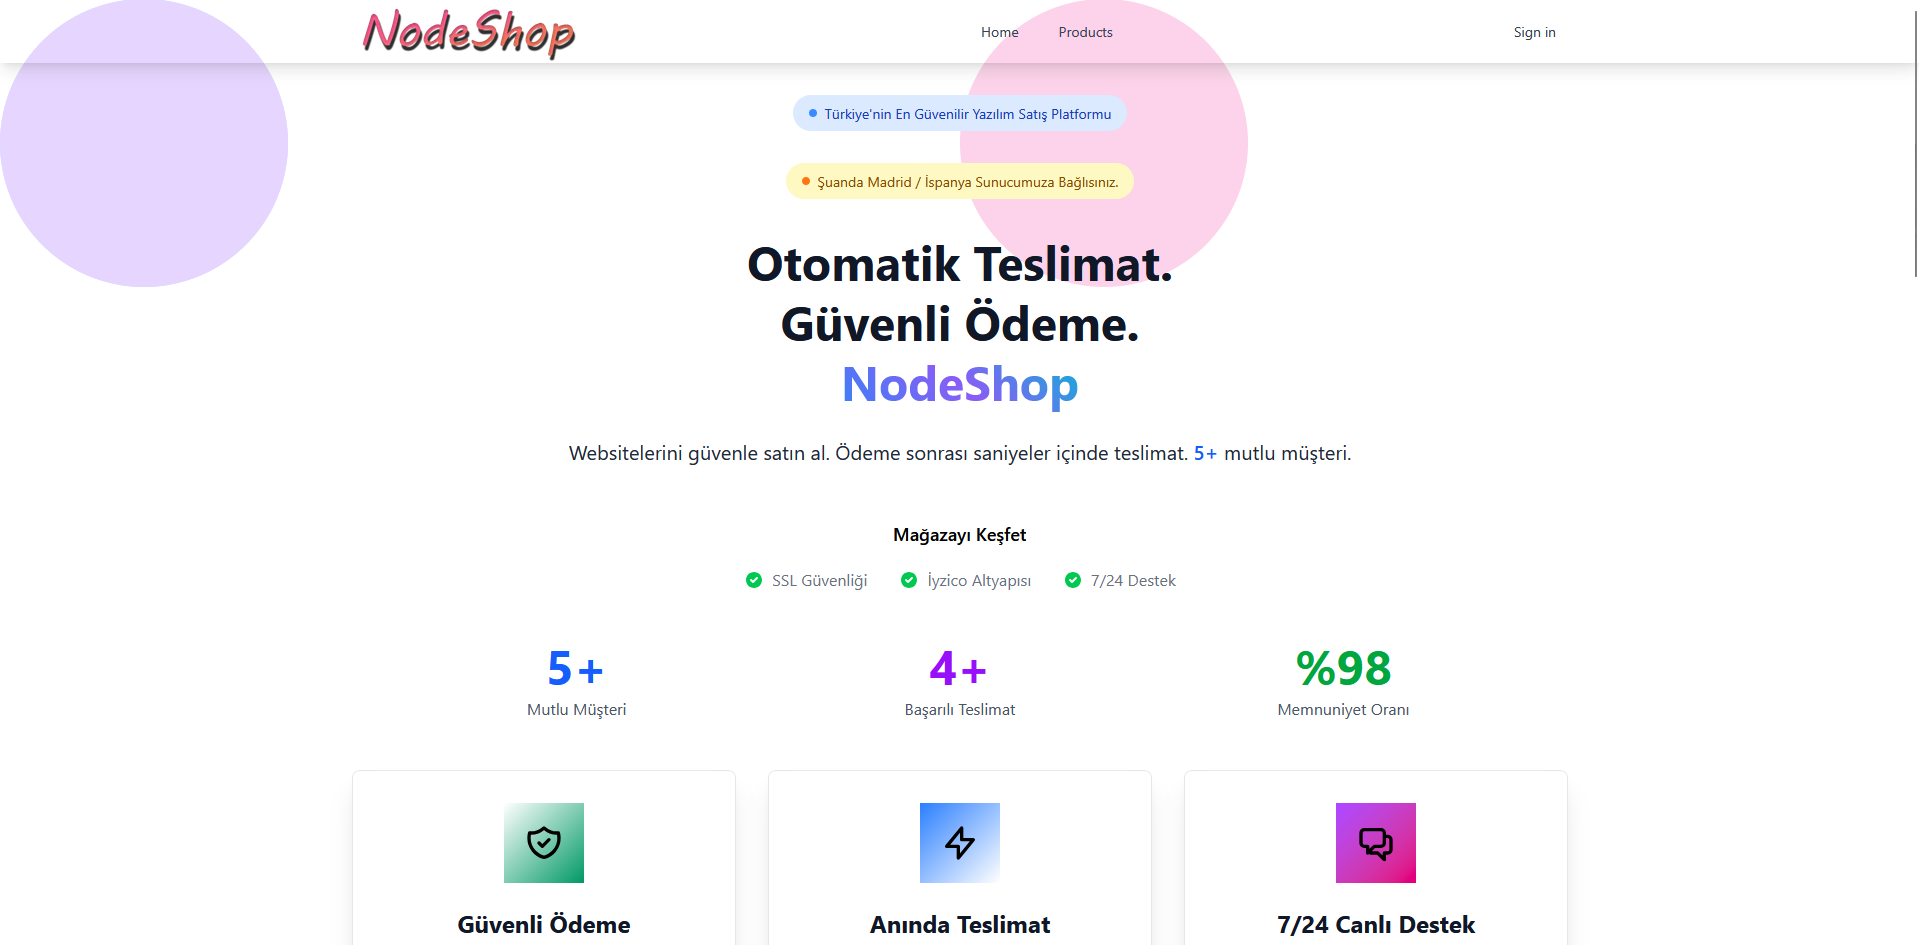 NodeShop
Home
Products
Sign in
Türkiye'nin En Güvenilir Yazılım Satış Platformu
Şuanda Madrid / İspanya Sunucumuza Bağlısınız.
Otomatik Teslimat.
Güvenli Ödeme.
NodeShop
Websitelerini güvenle satın al. Ödeme sonrası saniyeler içinde teslimat. 5+ mutlu müşteri.
Mağazayı Keşfet
SSL Güvenliği
İyzico Altyapısı
7/24 Destek
5+
Mutlu Müşteri
4+
Başarılı Teslimat
%98
Memnuniyet Oranı
Güvenli Ödeme
Anında Teslimat
7/24 Canlı Destek